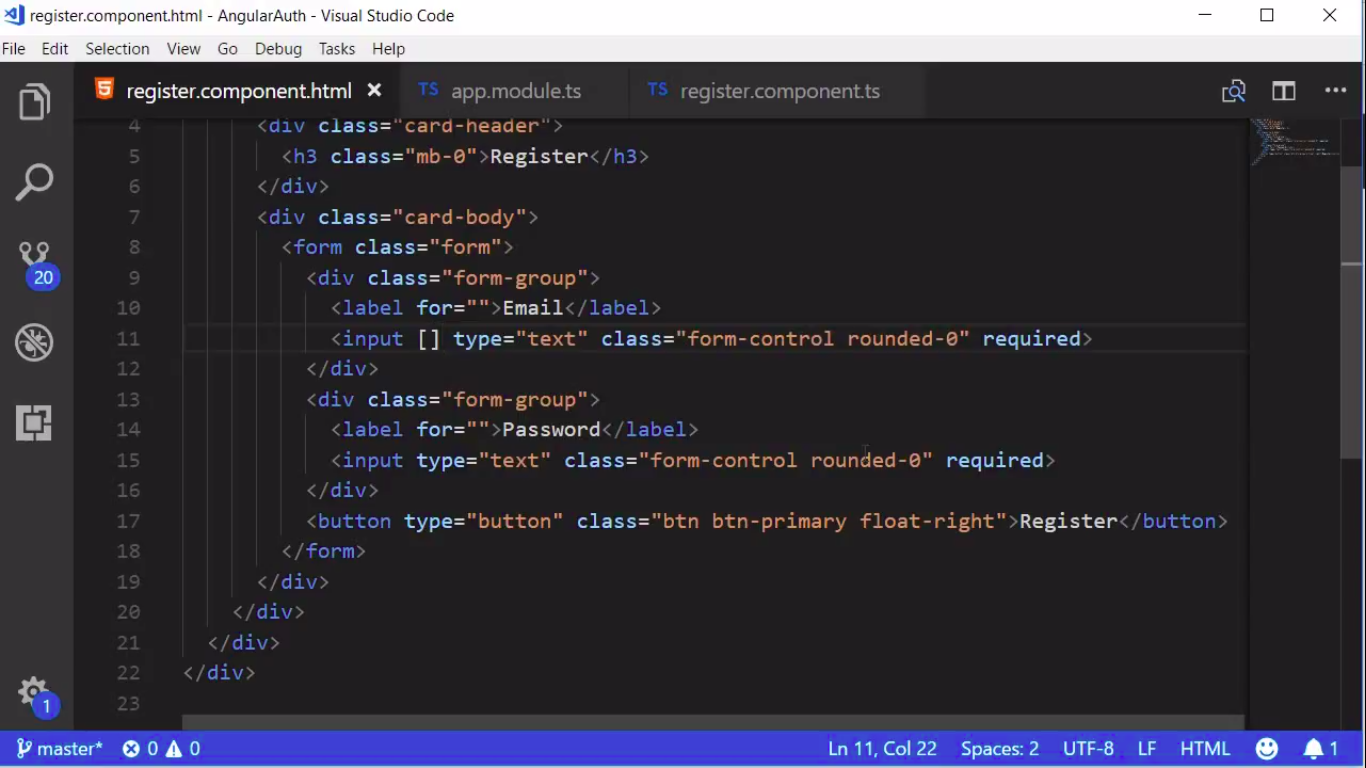 register.component.html - AngularAuth - Visual Studio Code
File Edit Selection View Go Debug Tasks Help
register.component.html TS app.module.ts TS register.component.ts
4 <div class="card-header">
5 <h3 class="mb-0">Register</h3>
6 </div>
7 <div class="card-body">
8 <form class="form">
9 <div class="form-group">
10 <label for="">Email</label>
11 <input [] type="text" class="form-control rounded-0" required>
12 </div>
13 <div class="form-group">
14 <label for="">Password</label>
15 <input type="text" class="form-control rounded-0" required>
16 </div>
17 <button type="button" class="btn btn-primary float-right">Register</button>
18 </form>
19 </div>
20 </div>
21 </div>
22 </div>
23
20
1
master* 0 0 Ln 11, Col 22 Spaces: 2 UTF-8 LF HTML 1